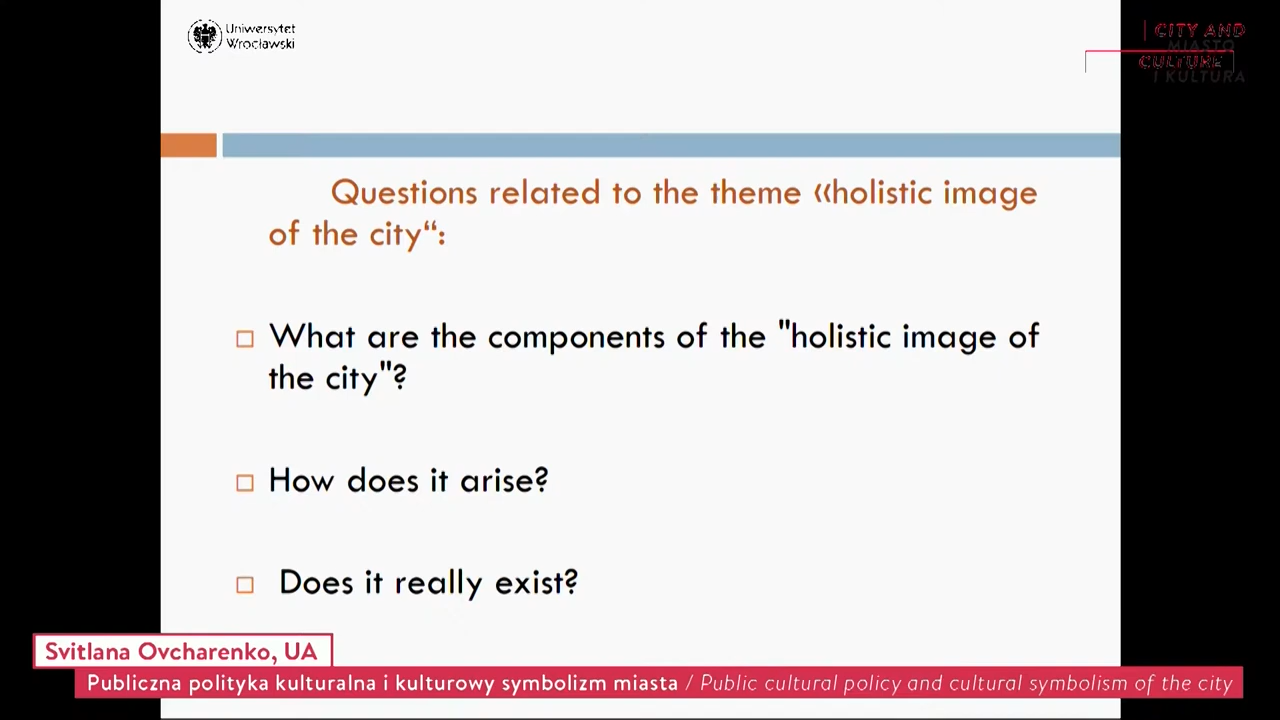 Uniwersytet
Wrocławski
CITY AND
MIASTO
CULTURE
I KULTURA
Questions related to the theme «holistic image
of the city“:
What are the components of the "holistic image of
the city"?
How does it arise?
Does it really exist?
Svitlana Ovcharenko, UA
Publiczna polityka kulturalna i kulturowy symbolizm miasta / Public cultural policy and cultural symbolism of the city